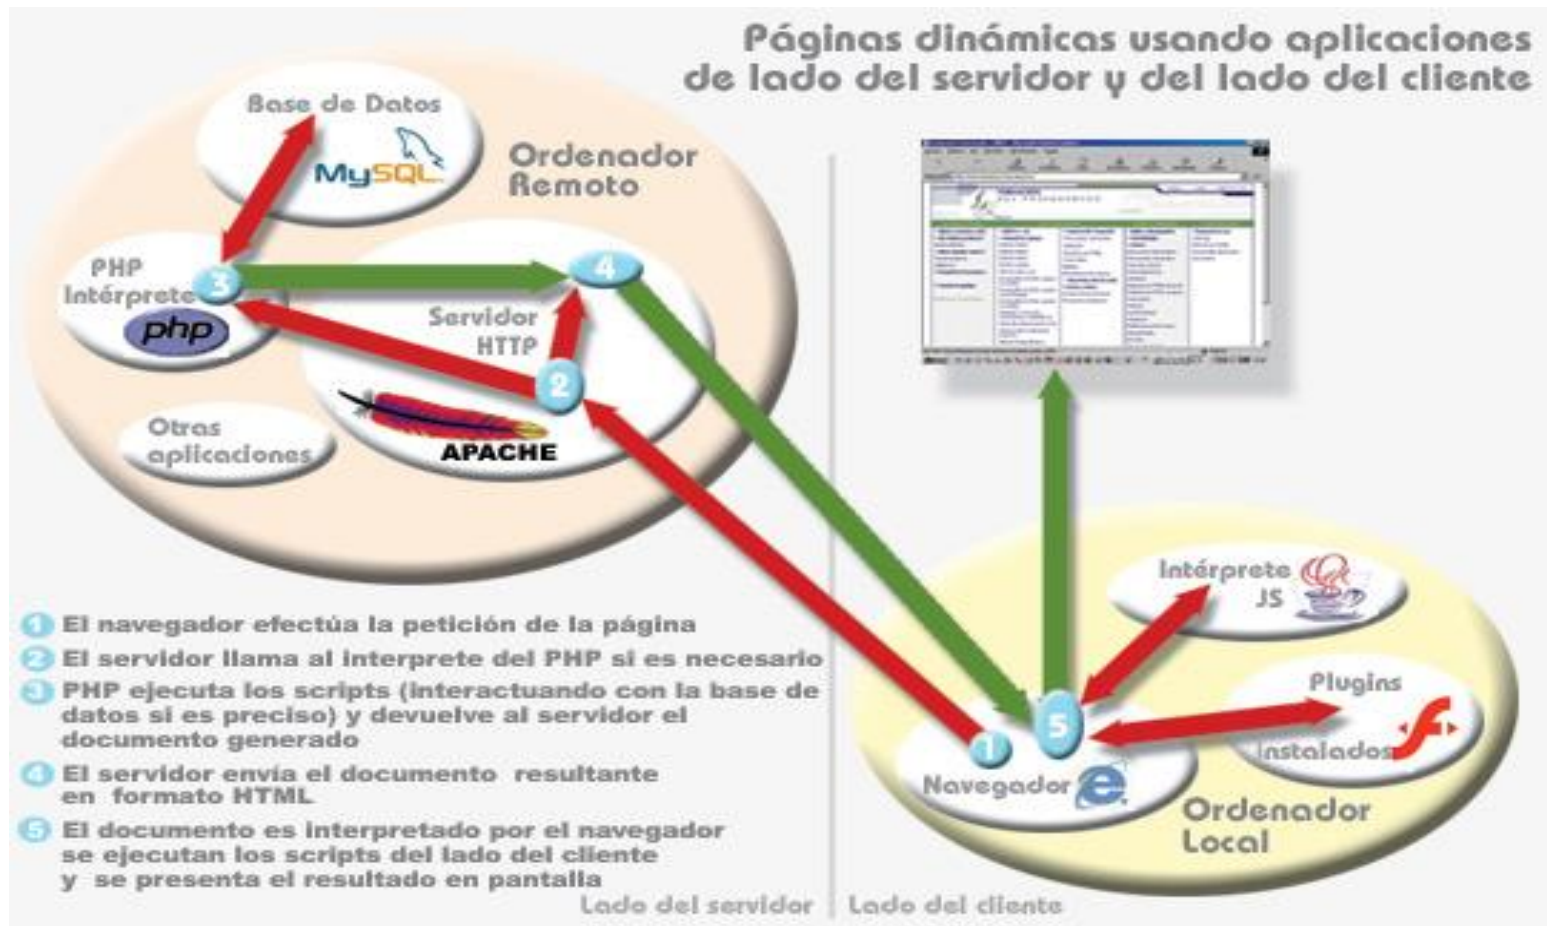 Páginas dinámicas usando aplicaciones
de lado del servidor y del lado del cliente
Base de Datos
MySQL
Ordenador
Remoto
PHP
Intérprete
php
3
4
Servidor
HTTP
2
APACHE
Otras
aplicaciones
1 El navegador efectúa la petición de la página
2 El servidor llama al interprete del PHP si es necesario
3 PHP ejecuta los scripts (interactuando con la base de
datos si es preciso) y devuelve al servidor el
documento generado
4 El servidor envía el documento resultante
en formato HTML
5 El documento es interpretado por el navegador
se ejecutan los scripts del lado del cliente
y se presenta el resultado en pantalla
Intérprete
JS
Plugins
Instalados
5
1
Navegador
Ordenador
Local
Lado del servidor
Lado del cliente